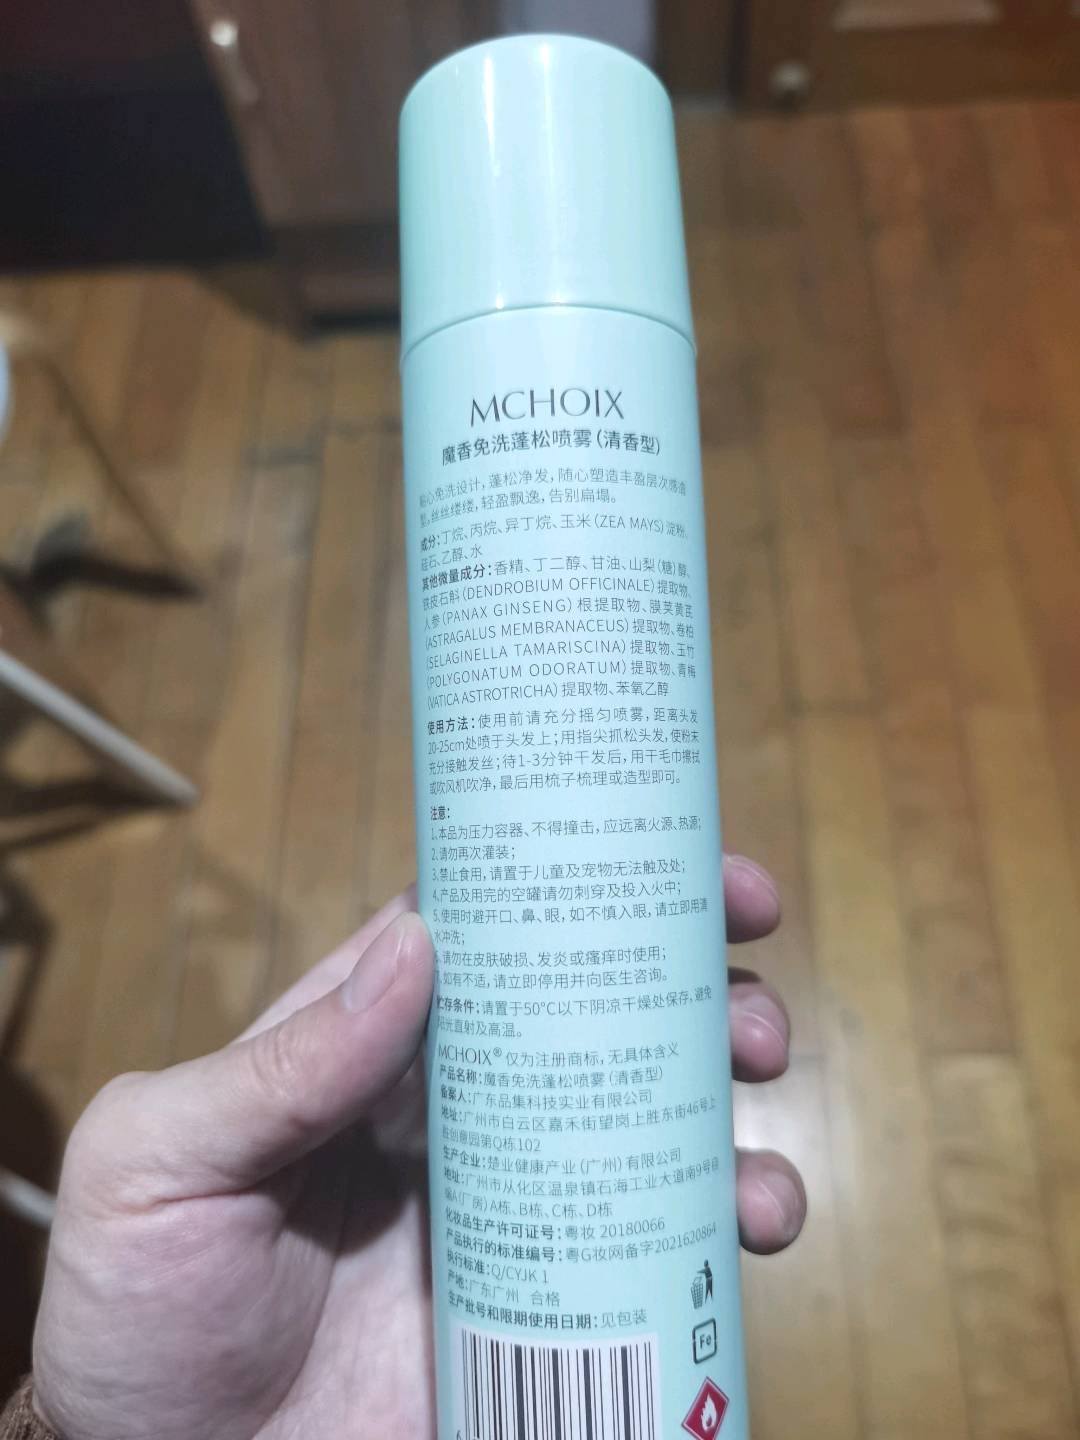 MCHOIX
魔香免洗蓬松喷雾(清香型)
贴心免洗设计,蓬松净发,随心塑造丰盈层次感造
型,丝丝缕缕,轻盈飘逸,告别扁塌。
成分:丁烷、丙烷、异丁烷、玉米(ZEA MAYS)淀粉、
硅石、乙醇、水
其他微量成分:香精、丁二醇、甘油、山梨(糖)醇、
铁皮石斛(DENDROBIUM OFFICINALE)提取物、
人参(PANAX GINSENG)根提取物、膜荚黄芪
(ASTRAGALUS MEMBRANACEUS)提取物、卷柏
(SELAGINELLA TAMARISCINA)提取物、玉竹
(POLYGONATUM ODORATUM)提取物、青梅
(VATICA ASTROTRICHA)提取物、苯氧乙醇
使用方法:使用前请充分摇匀喷雾,距离头发
20-25cm处喷于头发上;用指尖抓松头发,使粉末
充分接触发丝;待1-3分钟干发后,用干毛巾擦拭
或吹风机吹净,最后用梳子梳理或造型即可。
注意:
1.本品为压力容器、不得撞击,应远离火源、热源;
2.请勿再次灌装;
3.禁止食用,请置于儿童及宠物无法触及处;
4.产品及用完的空罐请勿刺穿及投入火中;
5.使用时避开口、鼻、眼,如不慎入眼,请立即用清
水冲洗;
6.请勿在皮肤破损、发炎或瘙痒时使用;
7.如有不适,请立即停用并向医生咨询。
贮存条件:请置于50°C以下阴凉干燥处保存,避免
阳光直射及高温。
MCHOIX®仅为注册商标,无具体含义
产品名称:魔香免洗蓬松喷雾(清香型)
备案人:广东品集科技实业有限公司
地址:广州市白云区嘉禾街望岗上胜东街46号上
胜创意园第Q栋102
生产企业:楚业健康产业(广州)有限公司
地址:广州市从化区温泉镇石海工业大道南9号自
编A(厂房)A栋、B栋、C栋、D栋
化妆品生产许可证号:粤妆 20180066
产品执行的标准编号:粤G妆网备字2021620864
执行标准:Q/CYJK 1
产地:广东广州 合格
生产批号和限期使用日期:见包装
Fe
6